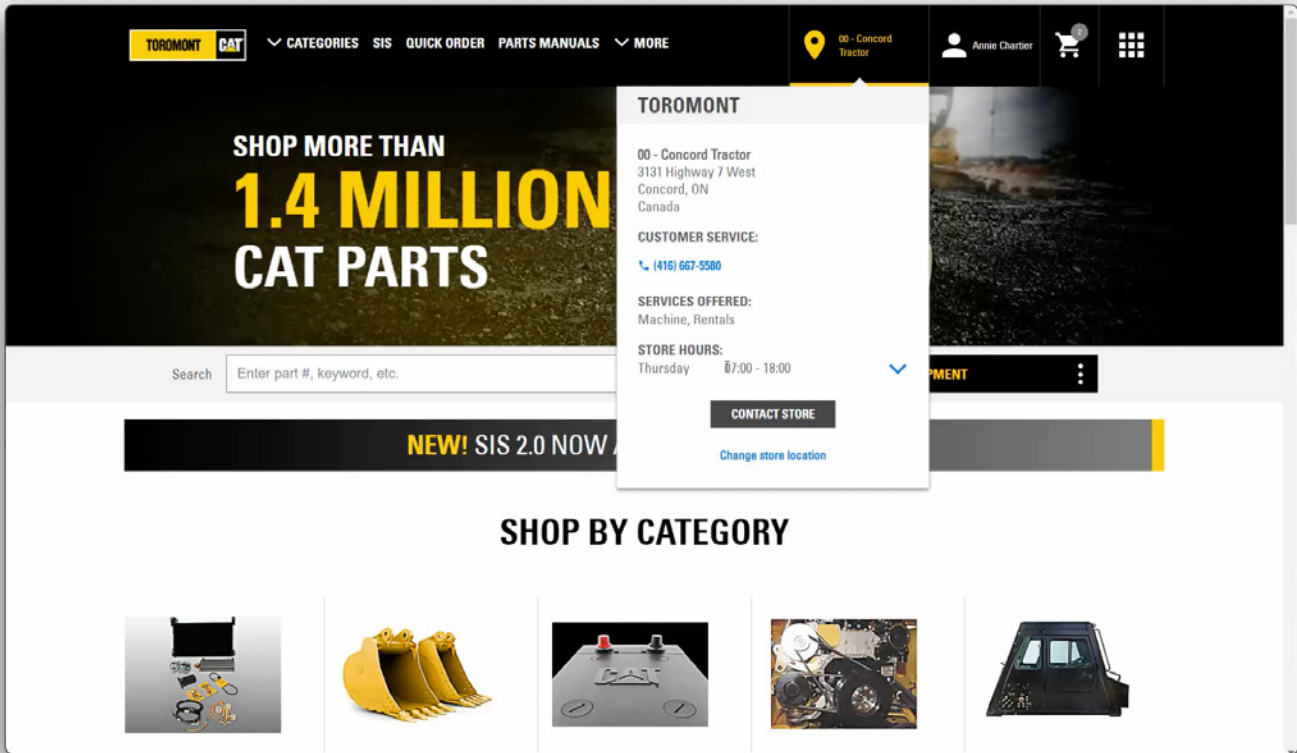 TOROMONT CAT
CATEGORIES SIS QUICK ORDER PARTS MANUALS MORE
00 - Concord
Tractor
Annie Chartier
2
SHOP MORE THAN
1.4 MILLION
CAT PARTS
TOROMONT
00 - Concord Tractor
3131 Highway 7 West
Concord, ON
Canada
CUSTOMER SERVICE:
(416) 667-5580
SERVICES OFFERED:
Machine, Rentals
STORE HOURS:
Thursday 07:00 - 18:00
CONTACT STORE
Change store location
Search Enter part #, keyword, etc.
NEW! SIS 2.0 NOW
SHOP BY CATEGORY
CAT